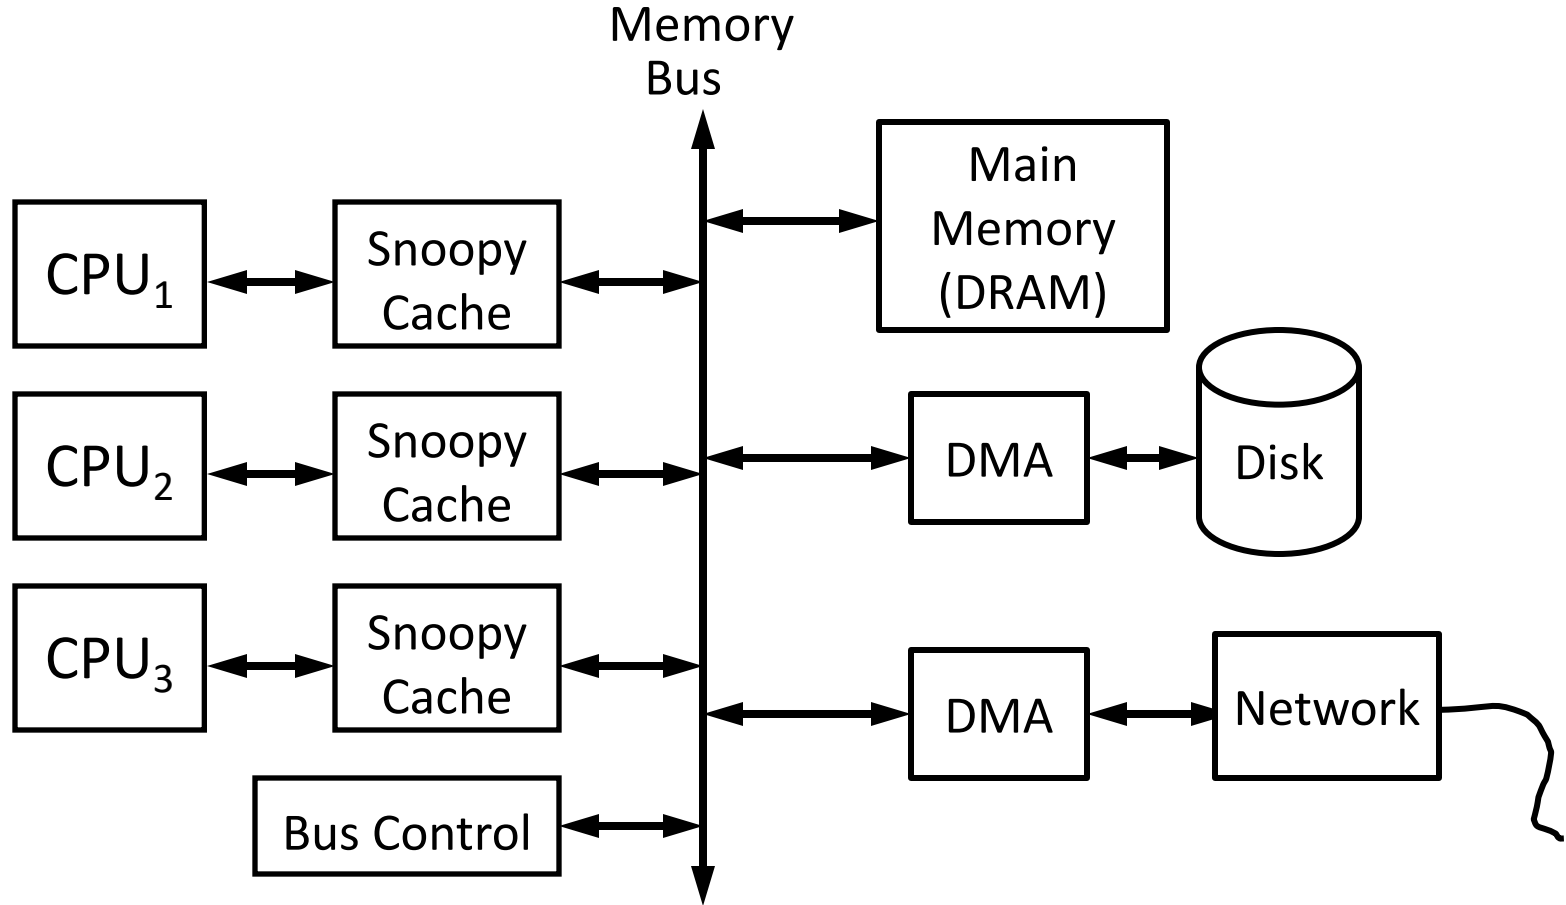 Memory
Bus
Main
Memory
(DRAM)
CPU₁
Snoopy
Cache
CPU₂
Snoopy
Cache
DMA
Disk
CPU₃
Snoopy
Cache
DMA
Network
Bus Control